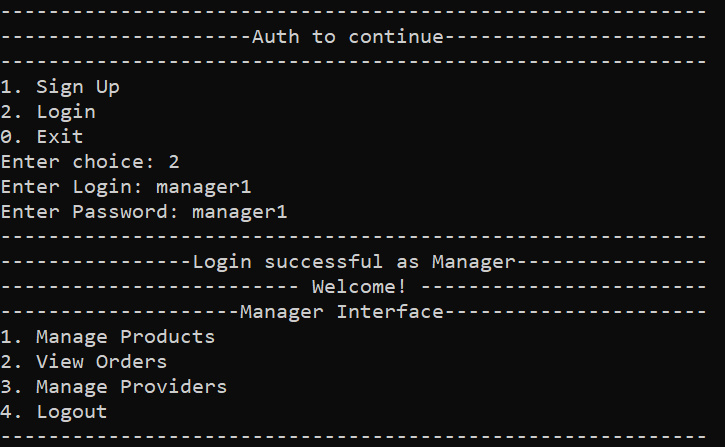 -----------------------------------------------------------
---------------------Auth to continue----------------------
-----------------------------------------------------------
1. Sign Up
2. Login
0. Exit
Enter choice: 2
Enter Login: manager1
Enter Password: manager1
-----------------------------------------------------------
----------------Login successful as Manager----------------
------------------------- Welcome! ------------------------
--------------------Manager Interface----------------------
1. Manage Products
2. View Orders
3. Manage Providers
4. Logout
-----------------------------------------------------------